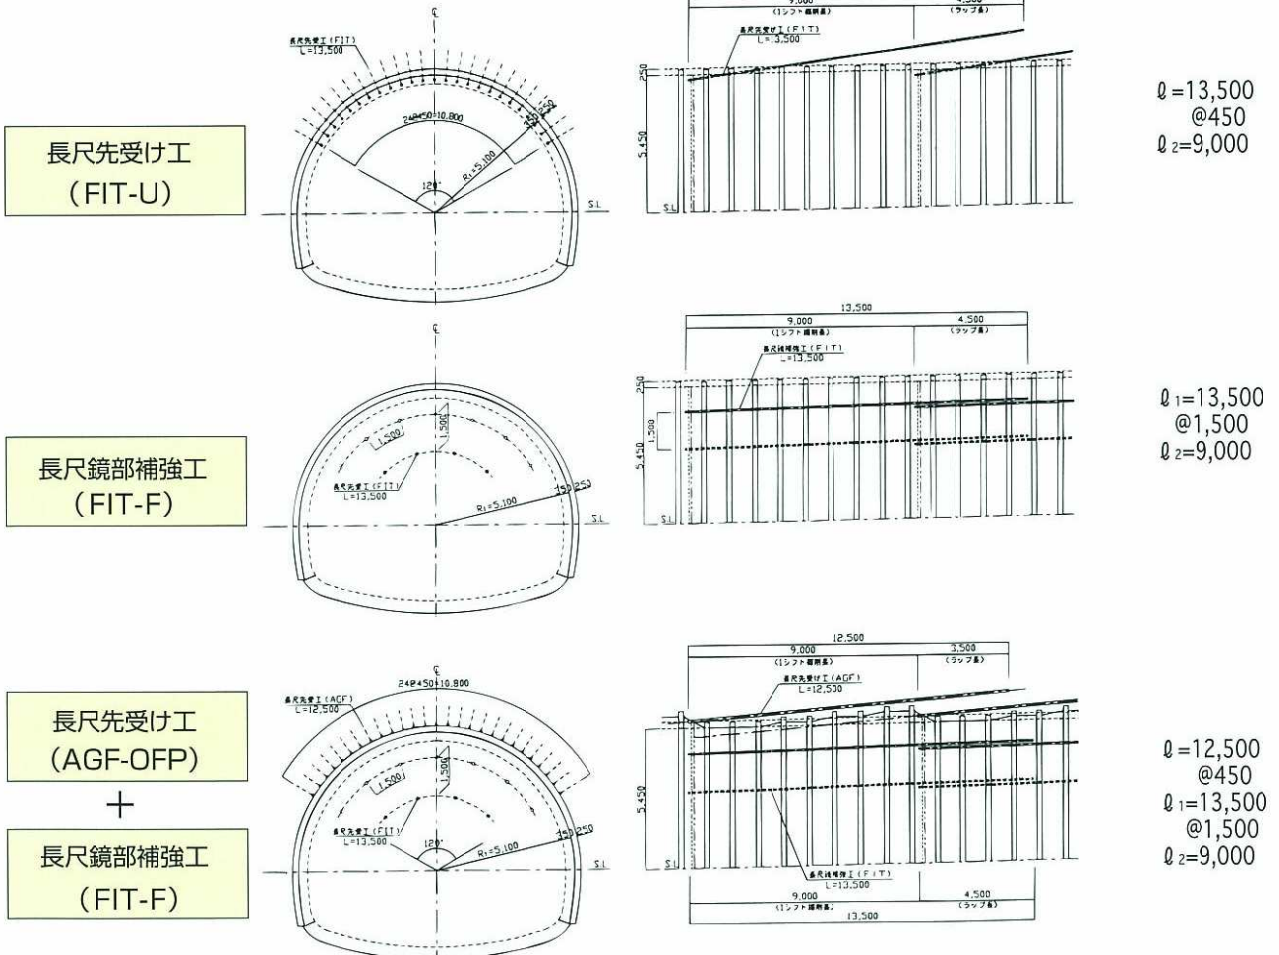 長尺先受け工
(FIT-U)
℄
長尺先受工(FIT)
L=13,500
24@450=10,800
350 250
R1=5,100
120°
S.L
9,000
4,500
(1シフト掘削長)
(ラップ長)
長尺先受け工(FIT)
250
5,450
S.L
ℓ=13,500
@450
ℓ2=9,000
長尺鏡部補強工
(FIT-F)
℄
1,500
1,500
長尺先受工(FIT)
L=13,500
350 250
R1=5,100
S.L
13,500
9,000
4,500
(1シフト掘削長)
(ラップ長)
長尺鏡補強工(FIT)
L=13,500
250
1,500
5,450
S.L
ℓ1=13,500
@1,500
ℓ2=9,000
長尺先受け工
(AGF-OFP)
+
長尺鏡部補強工
(FIT-F)
℄
24@450=10,800
長尺先受工(AGF)
L=12,500
1,500
1,500
長尺先受工(FIT)
L=13,500
120°
350 250
R1=5,100
S.L
12,500
9,000
3,500
(1シフト掘削長)
(ラップ長)
長尺先受け工(AGF)
L=12,500
5,450
S.L
長尺鏡補強工(FIT)
L=13,500
9,000
4,500
(1シフト掘削長)
(ラップ長)
13,500
ℓ=12,500
@450
ℓ1=13,500
@1,500
ℓ2=9,000